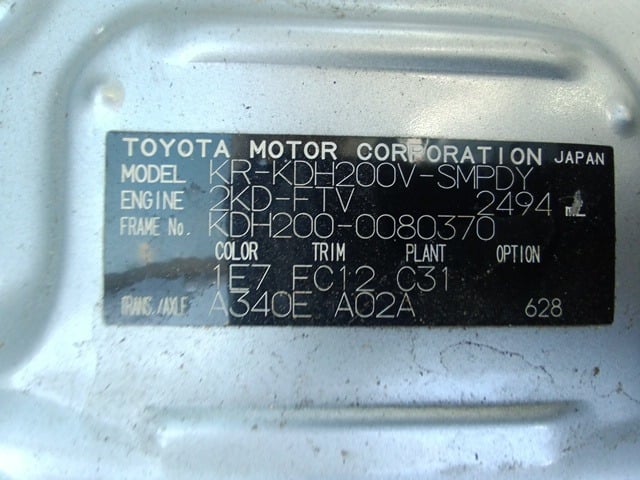 TOYOTA MOTOR CORPORATION JAPAN
MODEL KR-KDH200V-SMPDY
ENGINE 2KD-FTV 2494 mL
FRAME No. KDH200-0080370
COLOR TRIM PLANT OPTION
1E7 FC12 C31
TRANS./AXLE A340E A02A 628